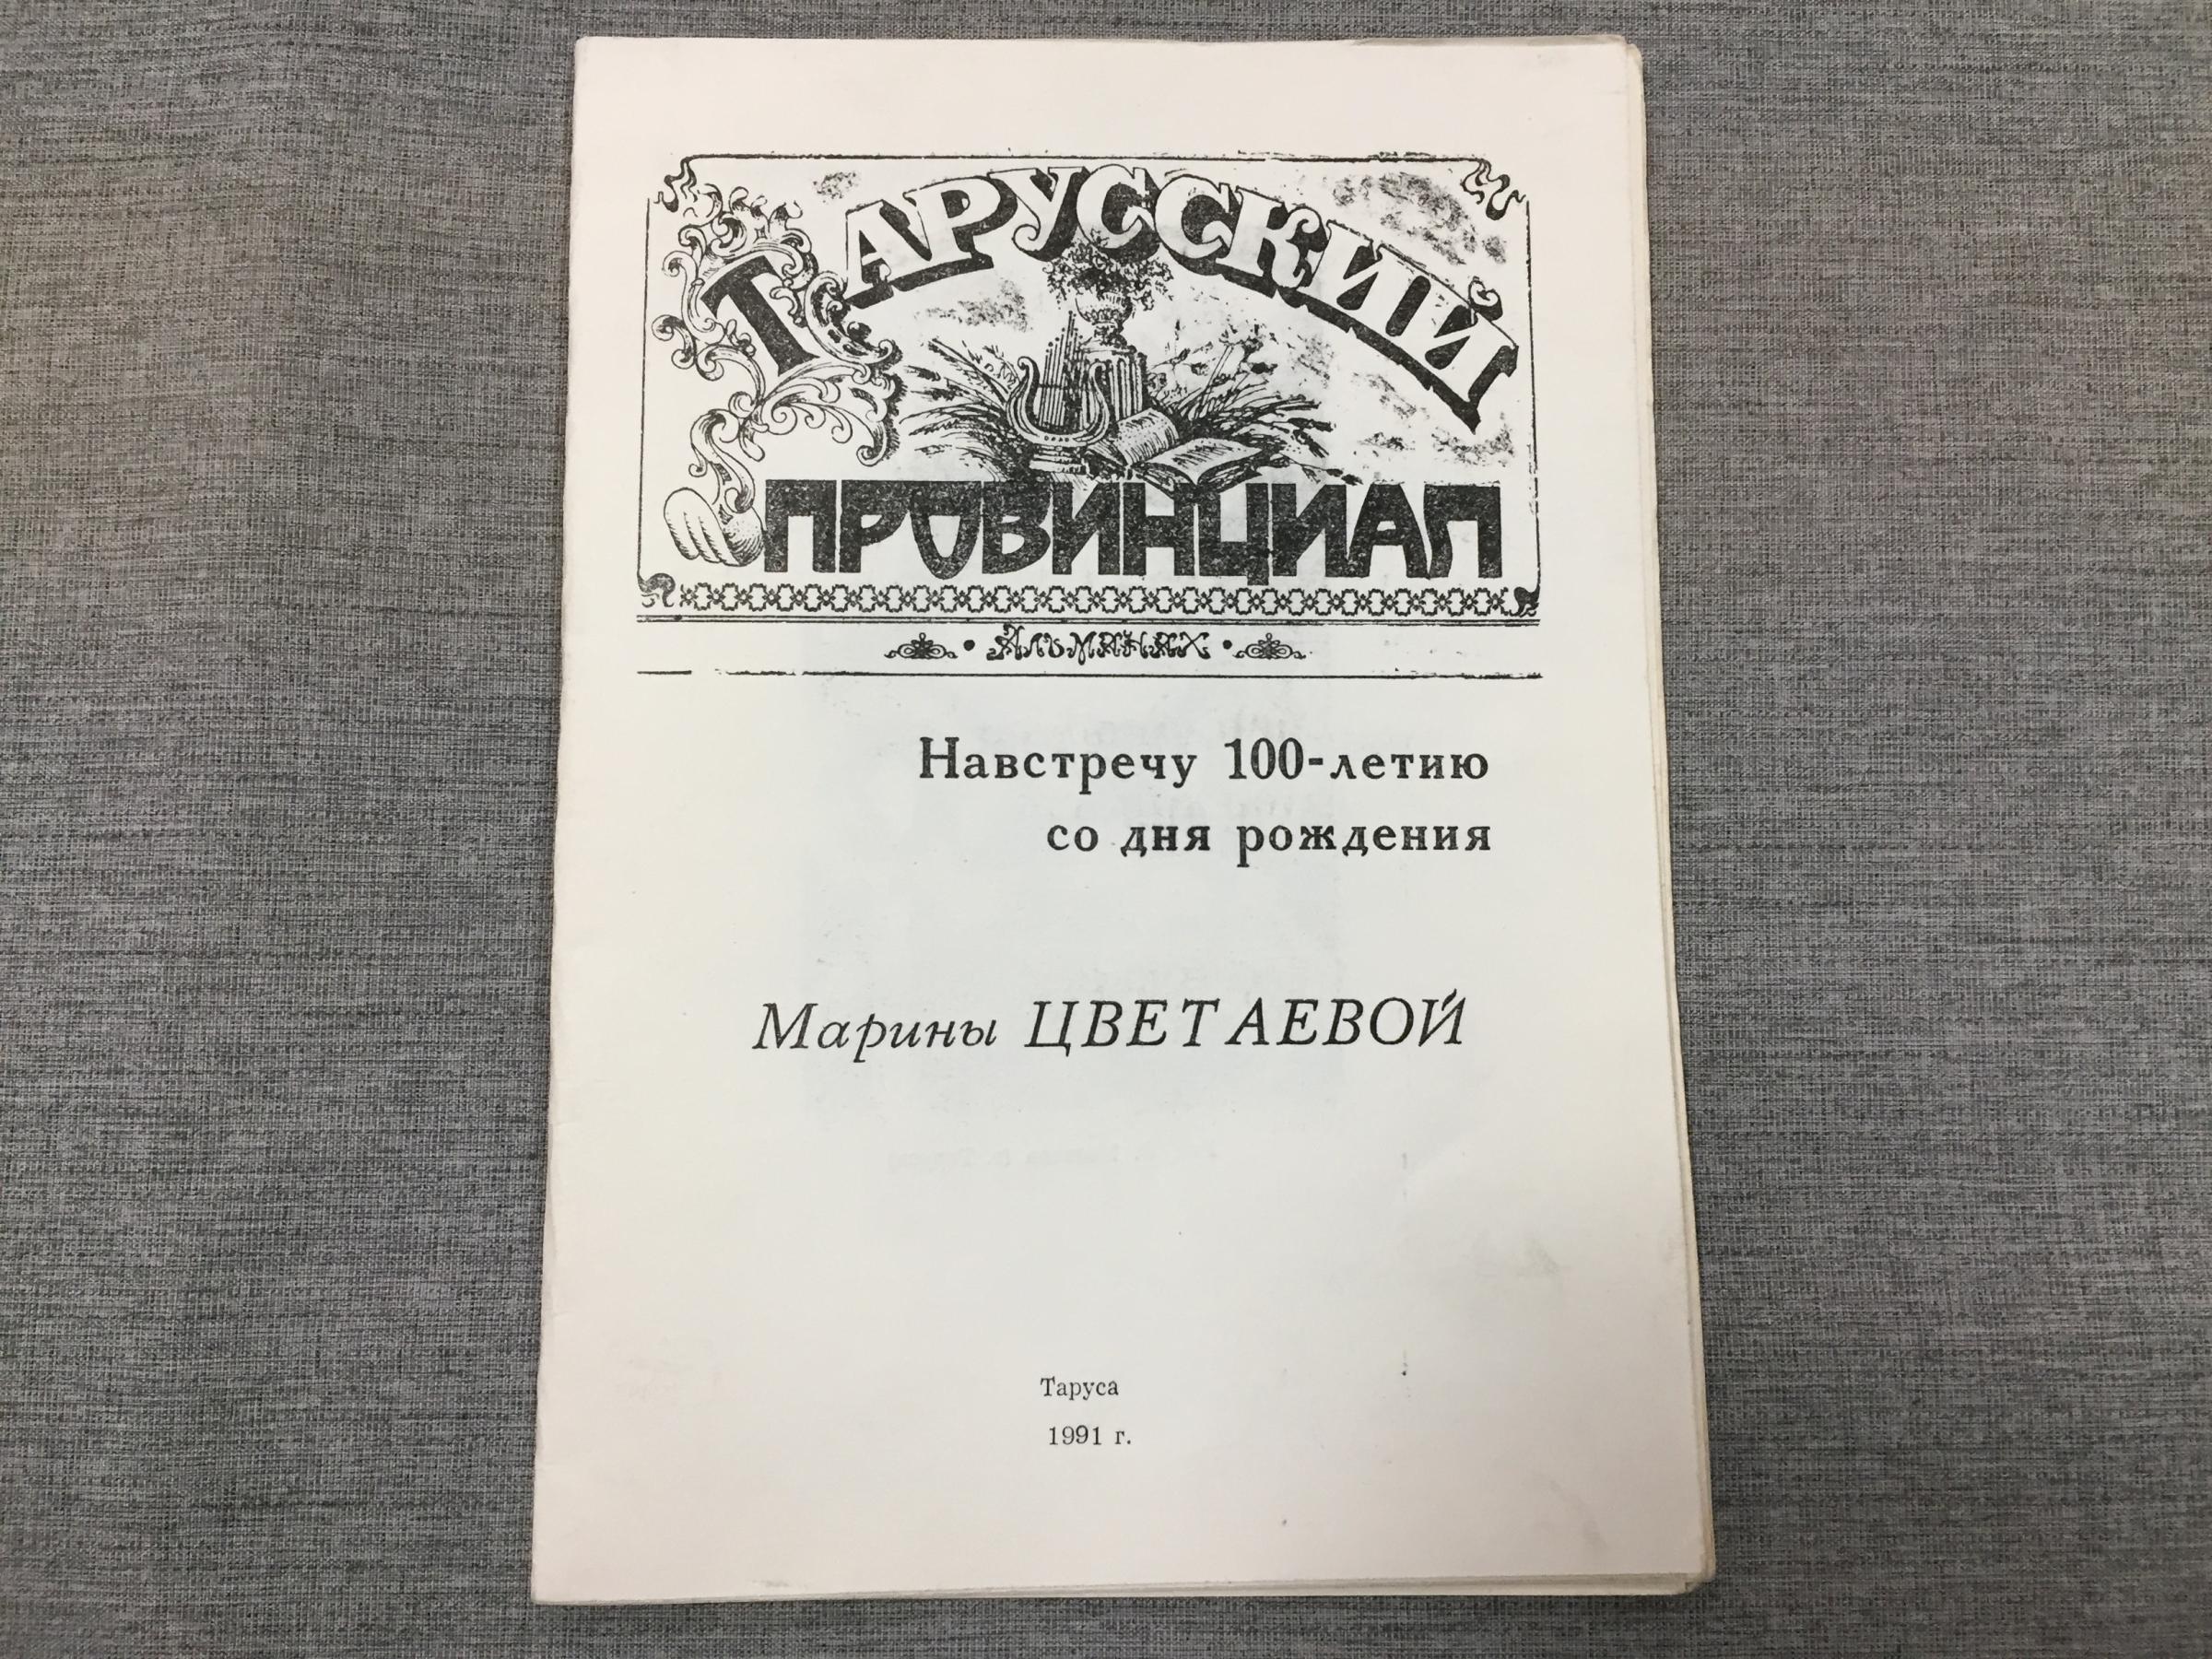 ТАРУССКИЙ
ПРОВИНЦИАЛ
АЛЬМАНАХ
Навстречу 100-летию
со дня рождения
Марины ЦВЕТАЕВОЙ
Таруса
1991 г.